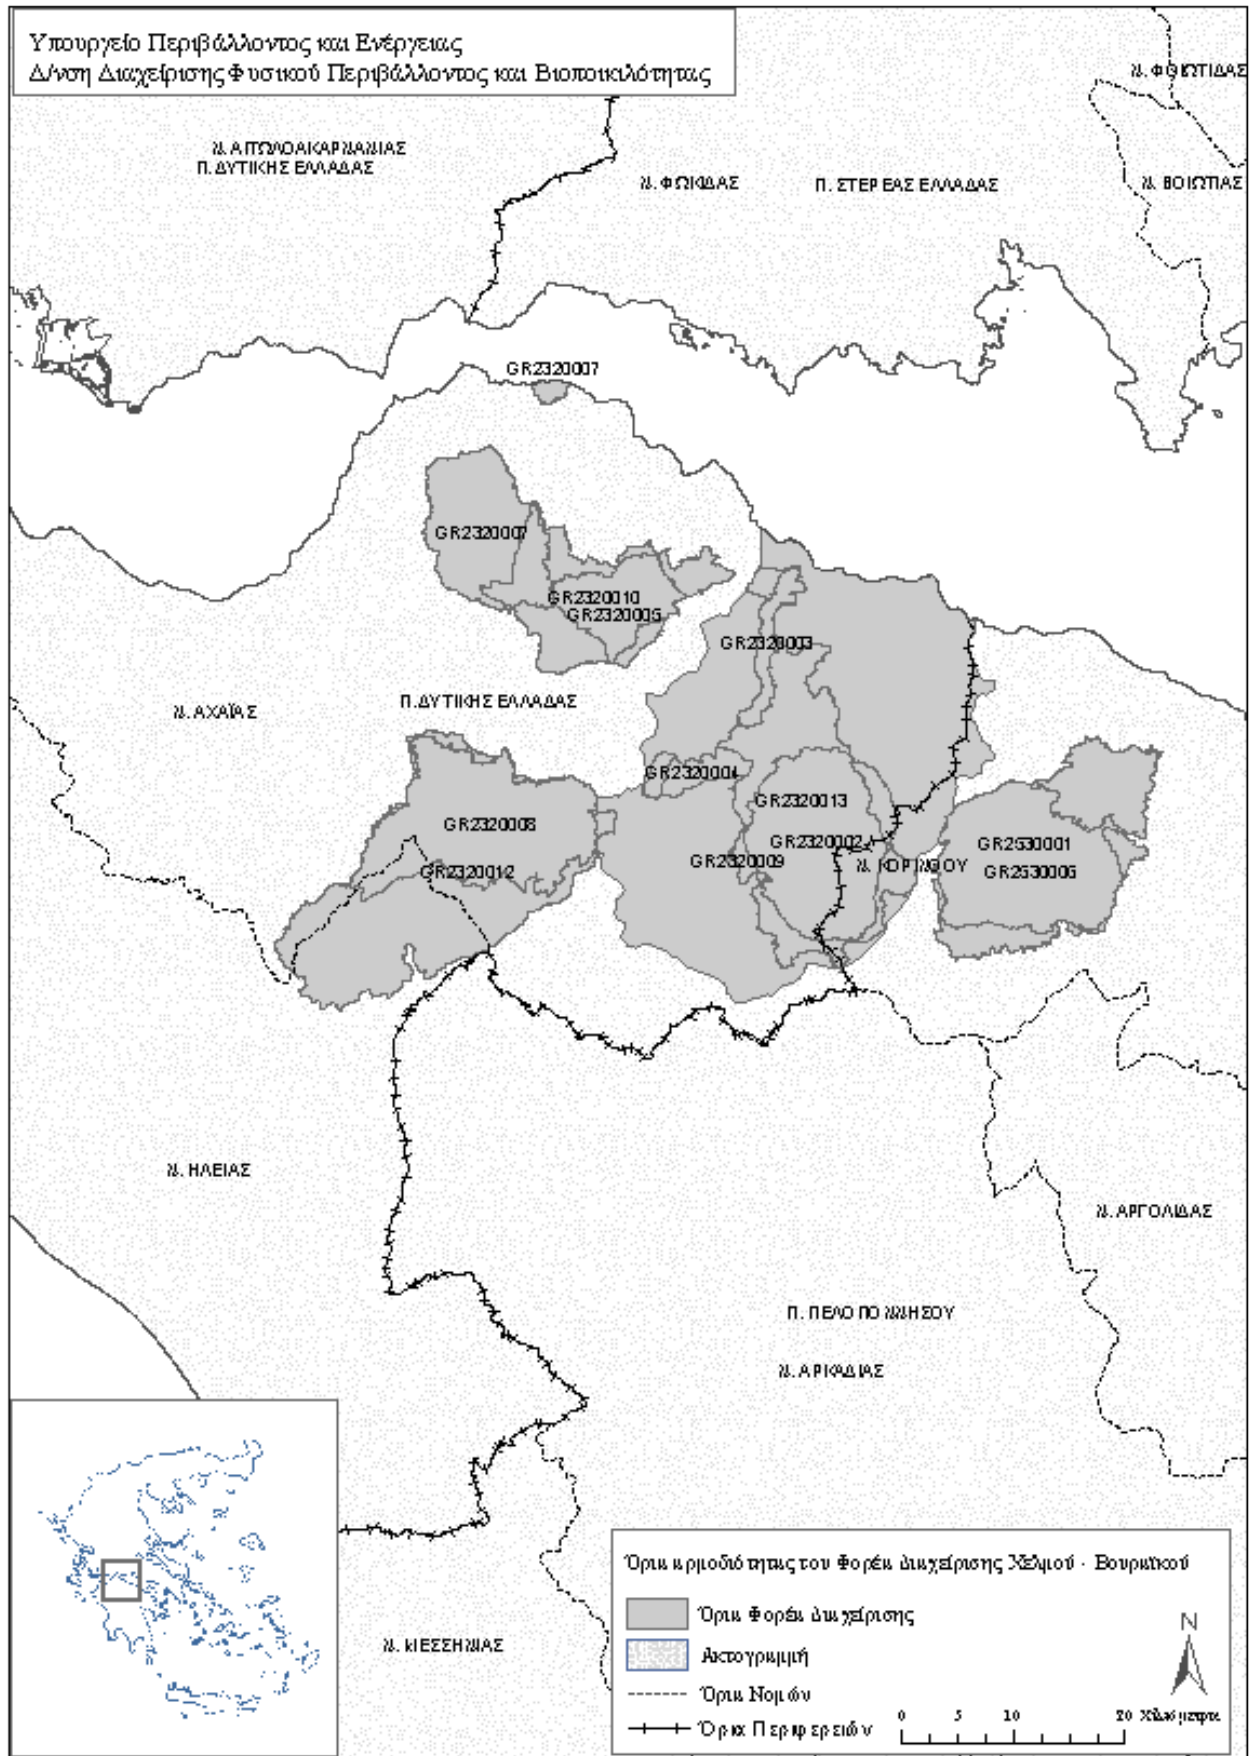 Υπουργείο Περιβάλλοντος και Ενέργειας
Δ/νση Διαχείρισης Φυσικού Περιβάλλοντος και Βιοποικιλότητας
Ν. ΦΘΙΩΤΙΔΑΣ
Ν. ΑΙΤΩΛΟΑΚΑΡΝΑΝΙΑΣ
Π. ΔΥΤΙΚΗΣ ΕΛΛΑΔΑΣ
Ν. ΦΩΚΙΔΑΣ
Π. ΣΤΕΡΕΑΣ ΕΛΛΑΔΑΣ
Ν. ΒΟΙΩΤΙΑΣ
GR2320007
GR2320007
GR2320010
GR2320005
GR2320003
Π. ΔΥΤΙΚΗΣ ΕΛΛΑΔΑΣ
Ν. ΑΧΑΪΑΣ
GR2320004
GR2320013
GR2320008
GR2320002
GR2530001
GR2320009
Ν. ΚΟΡΙΝΘΟΥ
GR2320012
GR2530006
Ν. ΗΛΕΙΑΣ
Ν. ΑΡΓΟΛΙΔΑΣ
Π. ΠΕΛΟΠΟΝΝΗΣΟΥ
Ν. ΑΡΚΑΔΙΑΣ
Ν. ΜΕΣΣΗΝΙΑΣ
Όρια αρμοδιότητας του Φορέα Διαχείρισης Χελμού - Βουραϊκού
Όρια Φορέα Διαχείρισης
Ακτογραμμή
Όρια Νομών
Όρια Περιφερειών
N
0 5 10 20 Χιλιόμετρα